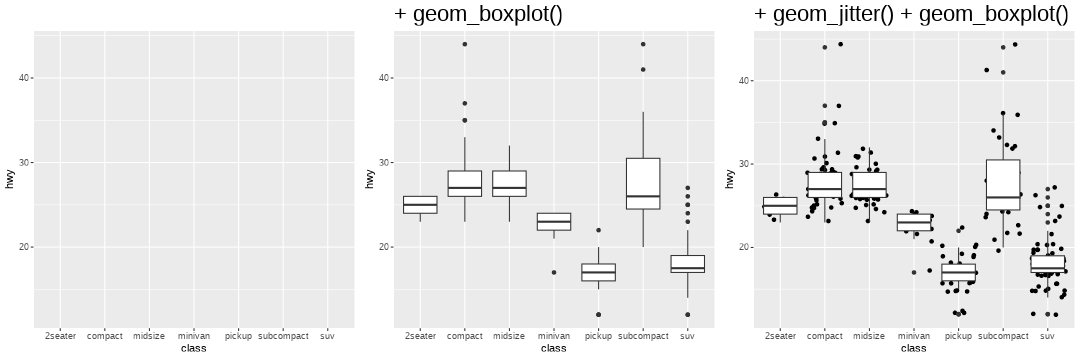 + geom_boxplot()
+ geom_jitter() + geom_boxplot()
hwy
40
30
20
2seater compact midsize minivan pickup subcompact suv
class
hwy
40
30
20
2seater compact midsize minivan pickup subcompact suv
class
hwy
40
30
20
2seater compact midsize minivan pickup subcompact suv
class